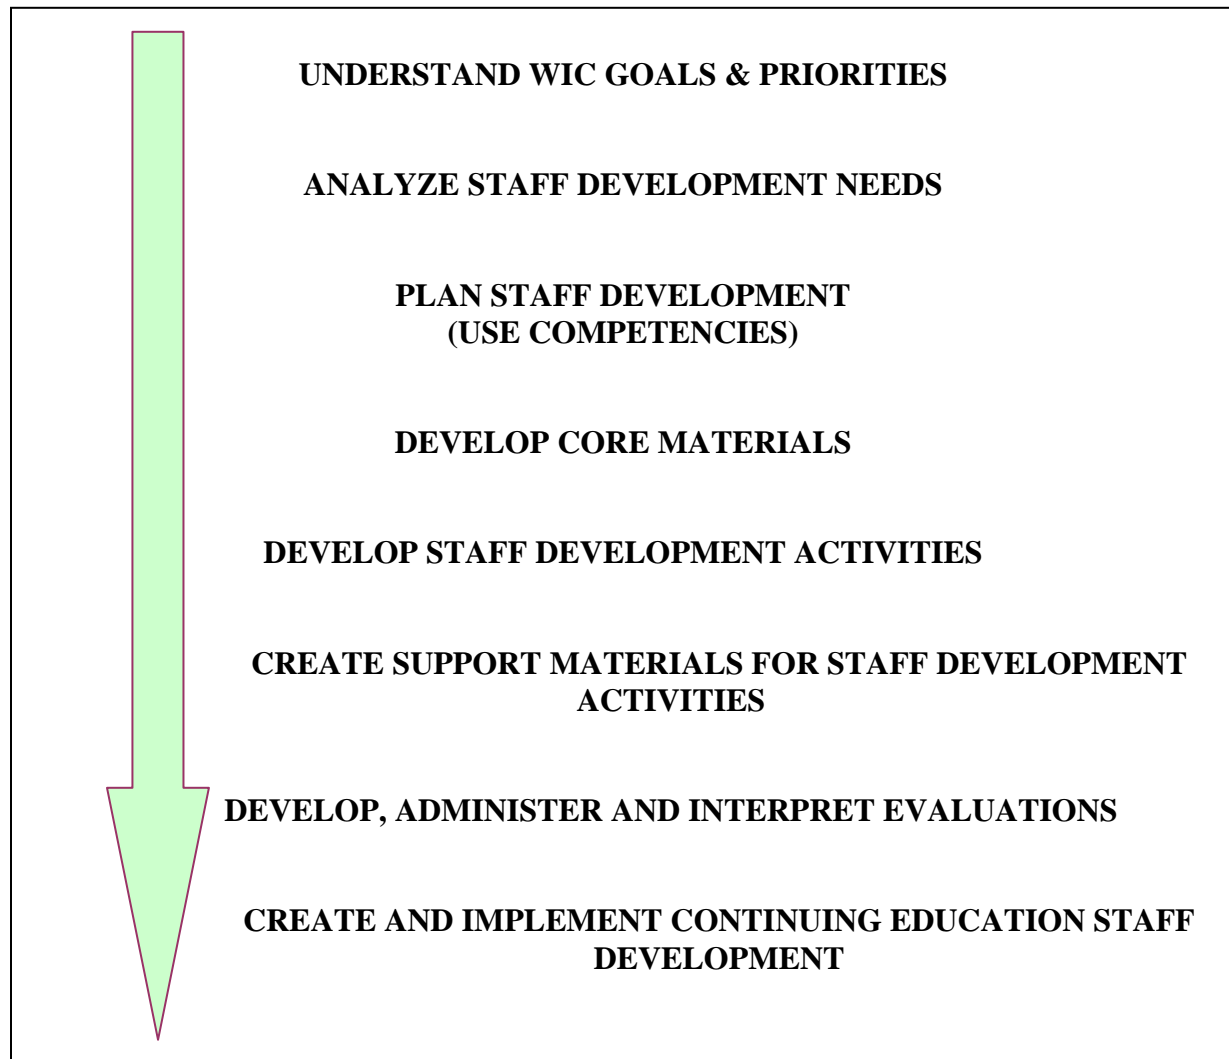 UNDERSTAND WIC GOALS & PRIORITIES
ANALYZE STAFF DEVELOPMENT NEEDS
PLAN STAFF DEVELOPMENT
(USE COMPETENCIES)
DEVELOP CORE MATERIALS
DEVELOP STAFF DEVELOPMENT ACTIVITIES
CREATE SUPPORT MATERIALS FOR STAFF DEVELOPMENT
ACTIVITIES
DEVELOP, ADMINISTER AND INTERPRET EVALUATIONS
CREATE AND IMPLEMENT CONTINUING EDUCATION STAFF
DEVELOPMENT